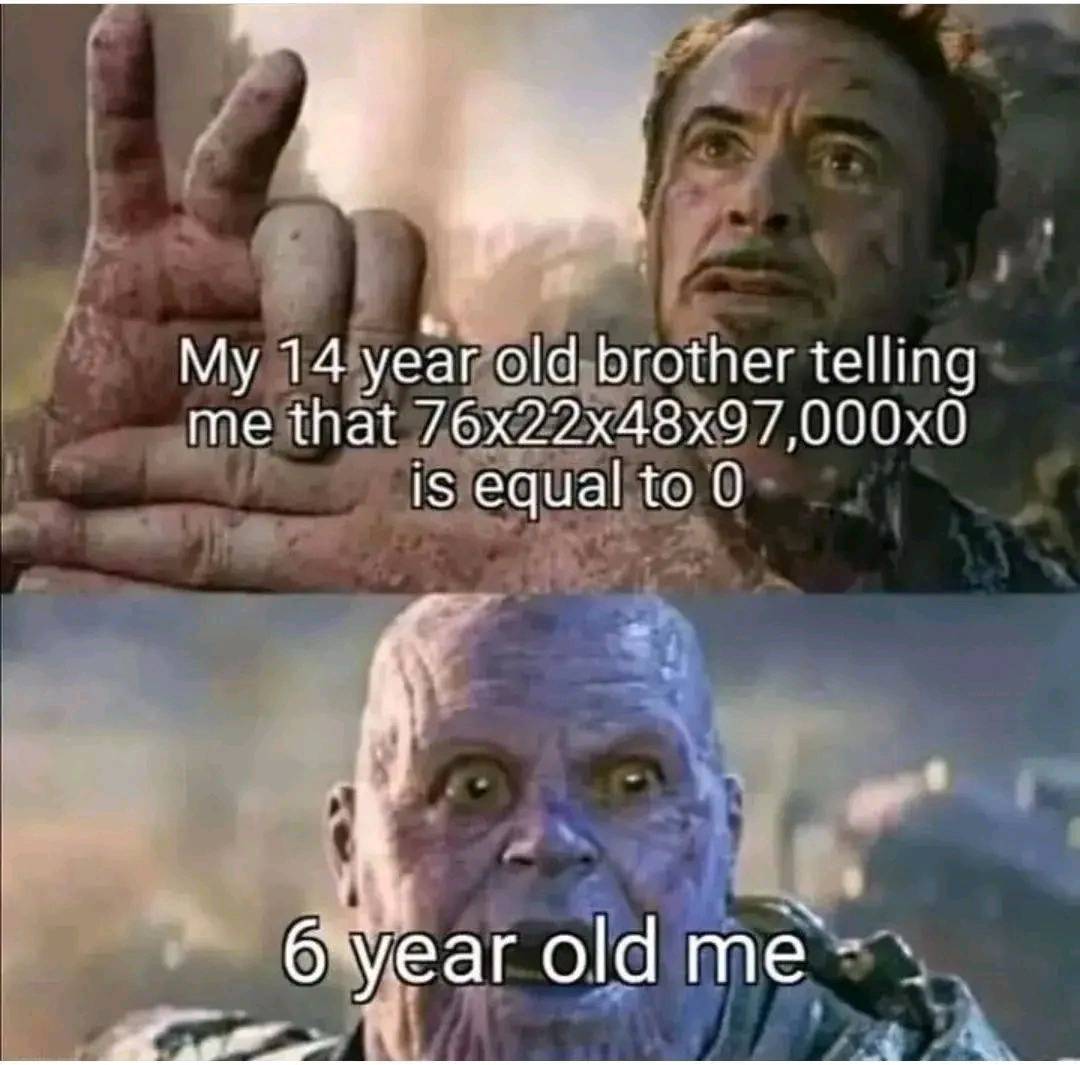 My 14 year old brother telling
me that 76x22x48x97,000x0
is equal to 0
6 year old me